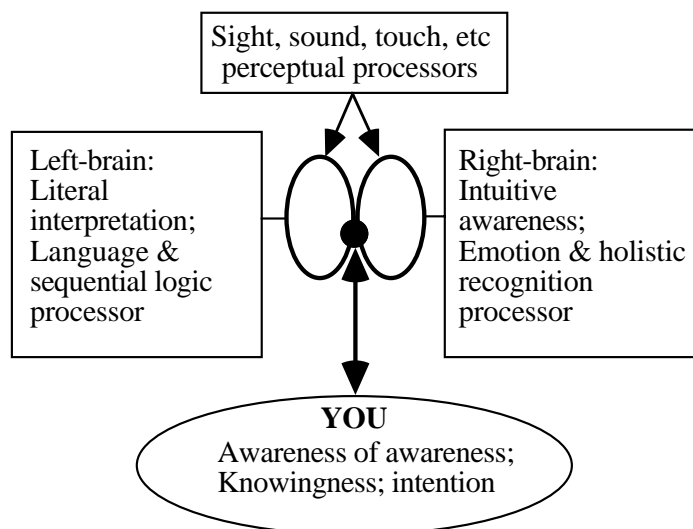 Sight, sound, touch, etc
perceptual processors
Left-brain:
Literal
interpretation;
Language &
sequential logic
processor
Right-brain:
Intuitive
awareness;
Emotion & holistic
recognition
processor
YOU
Awareness of awareness;
Knowingness; intention